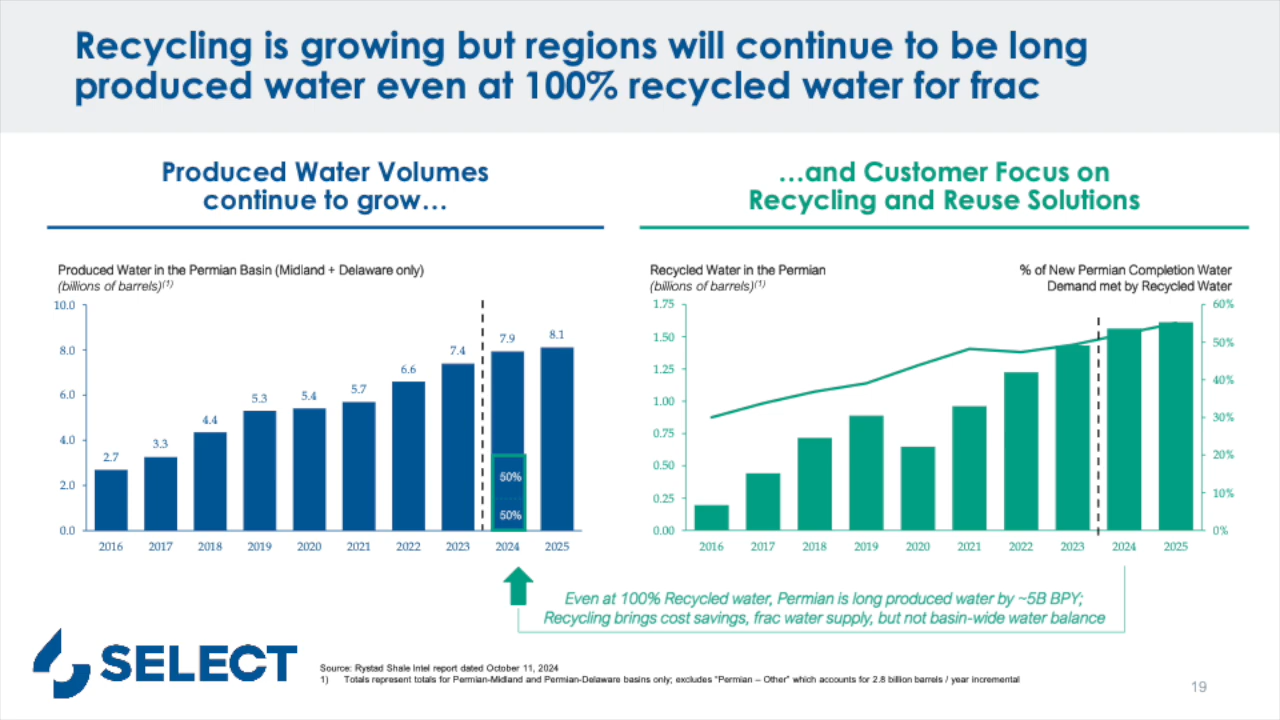 Recycling is growing but regions will continue to be long
produced water even at 100% recycled water for frac
Produced Water Volumes
continue to grow…
Produced Water in the Permian Basin (Midland + Delaware only)
(billions of barrels)(1)
10.0
8.0
6.0
4.0
2.0
0.0
2.7
3.3
4.4
5.3
5.4
5.7
6.6
7.4
7.9
8.1
50%
50%
2016 2017 2018 2019 2020 2021 2022 2023 2024 2025
…and Customer Focus on
Recycling and Reuse Solutions
Recycled Water in the Permian
(billions of barrels)(1)
% of New Permian Completion Water
Demand met by Recycled Water
1.75
1.50
1.25
1.00
0.75
0.50
0.25
0.00
60%
50%
40%
30%
20%
10%
0%
2016 2017 2018 2019 2020 2021 2022 2023 2024 2025
Even at 100% Recycled water, Permian is long produced water by ~5B BPY;
Recycling brings cost savings, frac water supply, but not basin-wide water balance
SELECT
Source: Rystad Shale Intel report dated October 11, 2024
1) Totals represent totals for Permian-Midland and Permian-Delaware basins only; excludes "Permian – Other" which accounts for 2.8 billion barrels / year incremental
19